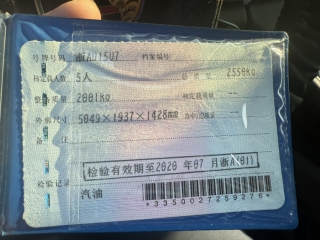 号牌号码 浙AJ15U7 档案编号
核定载人数 5人 总质量 2550kg
整备质量 2001kg 核定载质量
外廓尺寸 5049×1937×1428mm
备注
检验有效期至2020 年07 月浙A(01)
检验记录
汽油
*3350027259276*